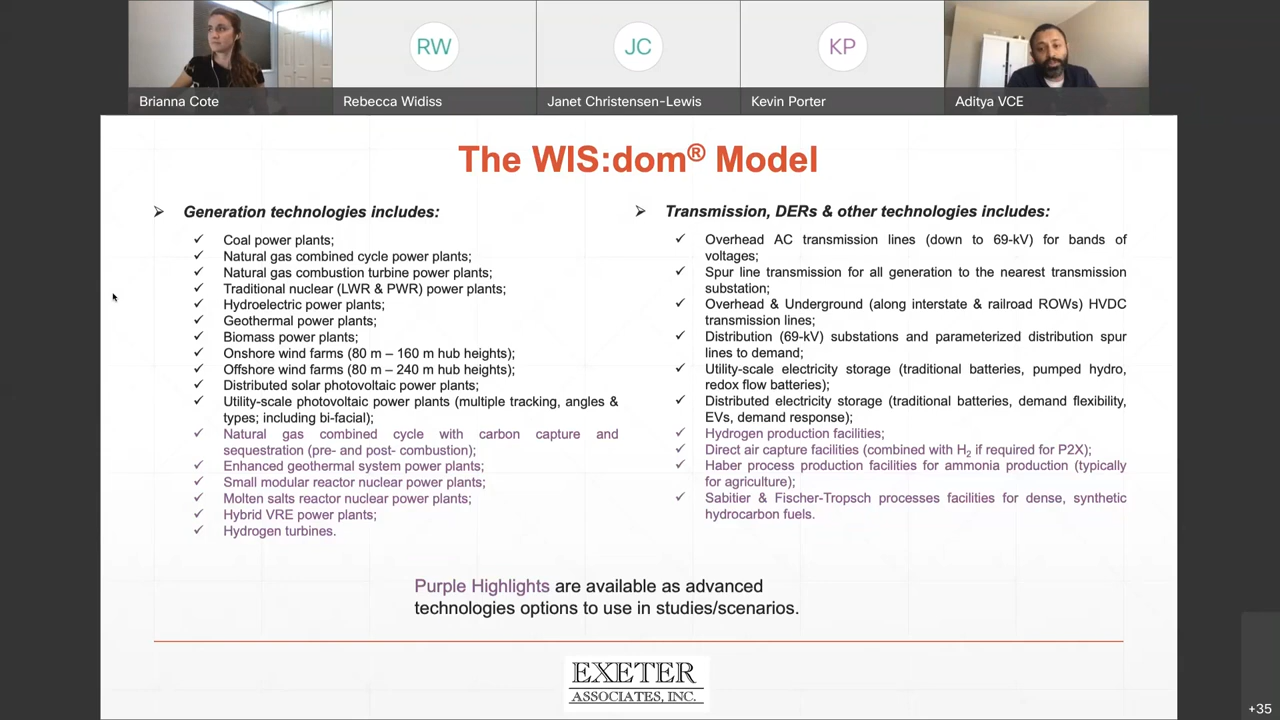 RW
JC
KP
Brianna Cote
Rebecca Widiss
Janet Christensen-Lewis
Kevin Porter
Aditya VCE
The WIS:dom® Model
Generation technologies includes:
Coal power plants;
Natural gas combined cycle power plants;
Natural gas combustion turbine power plants;
Traditional nuclear (LWR & PWR) power plants;
Hydroelectric power plants;
Geothermal power plants;
Biomass power plants;
Onshore wind farms (80 m – 160 m hub heights);
Offshore wind farms (80 m – 240 m hub heights);
Distributed solar photovoltaic power plants;
Utility-scale photovoltaic power plants (multiple tracking, angles &
types; including bi-facial);
Natural gas combined cycle with carbon capture and
sequestration (pre- and post- combustion);
Enhanced geothermal system power plants;
Small modular reactor nuclear power plants;
Molten salts reactor nuclear power plants;
Hybrid VRE power plants;
Hydrogen turbines.
Transmission, DERs & other technologies includes:
Overhead AC transmission lines (down to 69-kV) for bands of
voltages;
Spur line transmission for all generation to the nearest transmission
substation;
Overhead & Underground (along interstate & railroad ROWs) HVDC
transmission lines;
Distribution (69-kV) substations and parameterized distribution spur
lines to demand;
Utility-scale electricity storage (traditional batteries, pumped hydro,
redox flow batteries);
Distributed electricity storage (traditional batteries, demand flexibility,
EVs, demand response);
Hydrogen production facilities;
Direct air capture facilities (combined with H₂ if required for P2X);
Haber process production facilities for ammonia production (typically
for agriculture);
Sabitier & Fischer-Tropsch processes facilities for dense, synthetic
hydrocarbon fuels.
Purple Highlights are available as advanced
technologies options to use in studies/scenarios.
EXETER
ASSOCIATES, INC.
+35